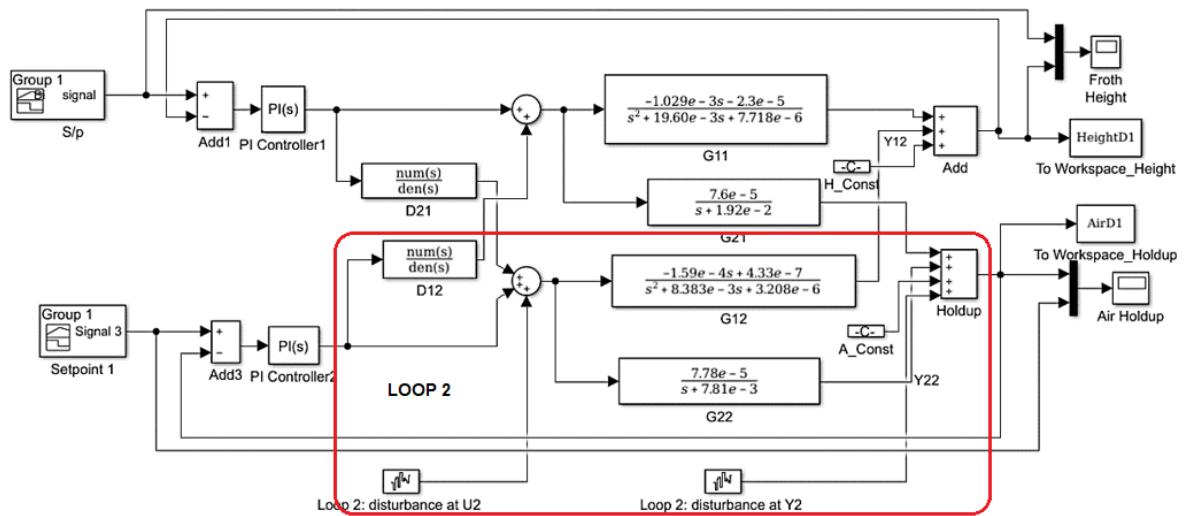 Group 1
signal
S/p
+
−
Add1
PI(s)
PI Controller1
+
+
-1.029e − 3s − 2.3e − 5
s² + 19.60e − 3s + 7.718e − 6
G11
Y12
+
+
+
Add
-C-
H_Const
Froth
Height
HeightD1
To Workspace_Height
num(s)
den(s)
D21
7.6e − 5
s + 1.92e − 2
G21
AirD1
To Workspace_Holdup
num(s)
den(s)
D12
+
+
+
-1.59e − 4s + 4.33e − 7
s² + 8.383e − 3s + 3.208e − 6
G12
+
+
+
+
Holdup
-C-
A_Const
Air Holdup
Group 1
Signal 3
Setpoint 1
+
−
Add3
PI(s)
PI Controller2
LOOP 2
7.78e − 5
s + 7.81e − 3
G22
Y22
Loop 2: disturbance at U2
Loop 2: disturbance at Y2